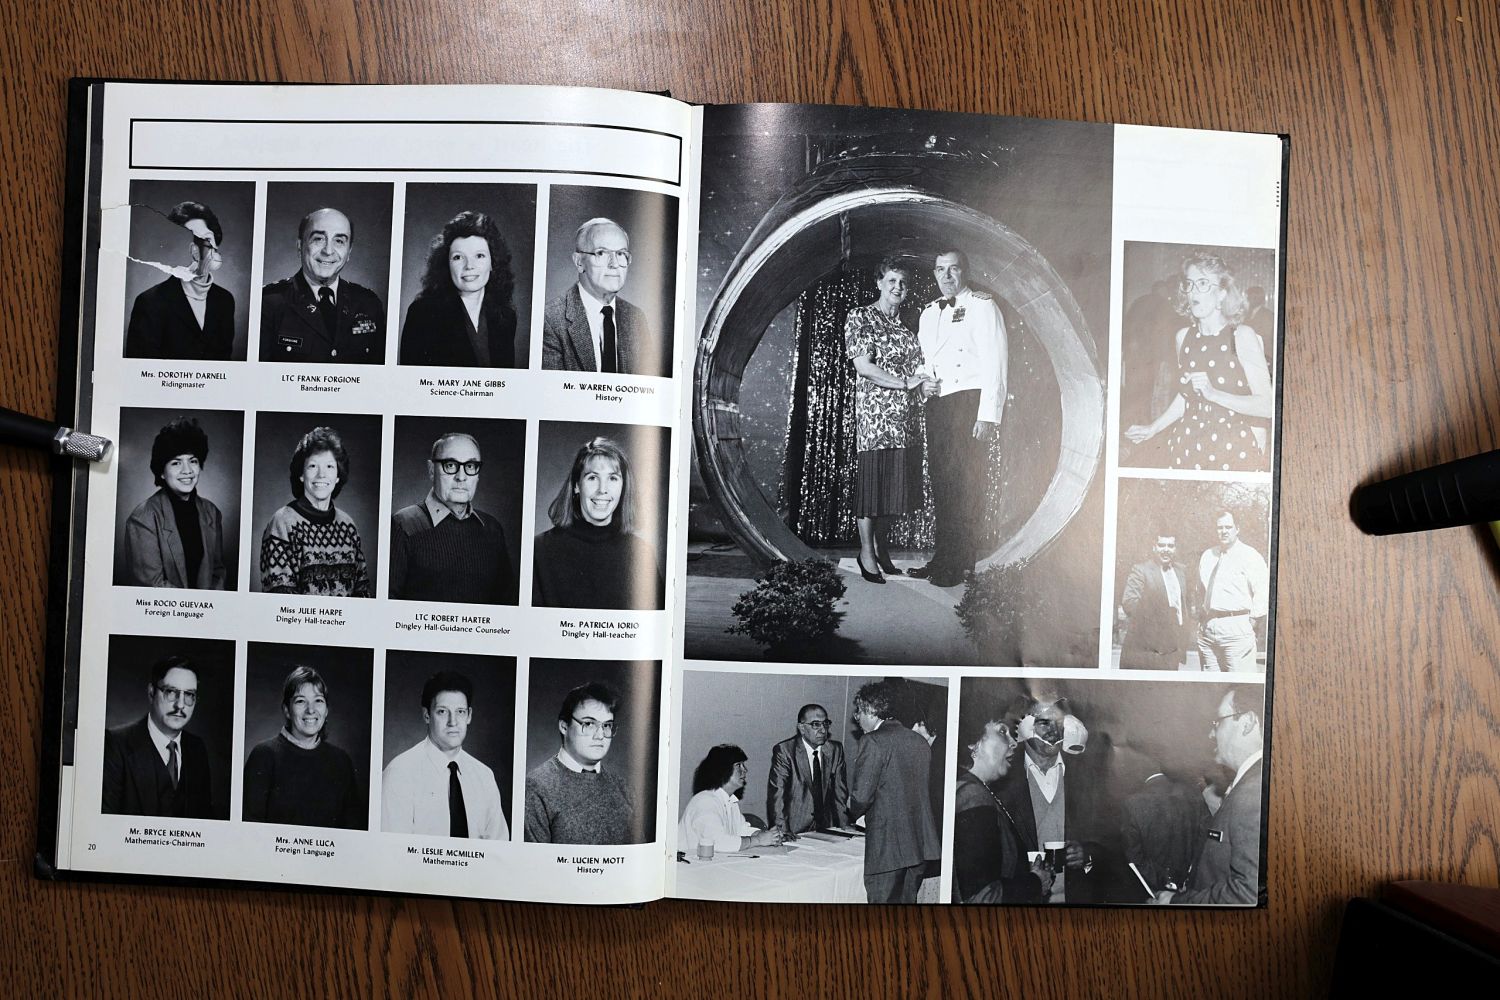 Mrs. DOROTHY DARNELL
Ridingmaster
LTC FRANK FORGIONE
Bandmaster
Mrs. MARY JANE GIBBS
Science-Chairman
Mr. WARREN GOODWIN
History
FORGIONE
Miss ROCIO GUEVARA
Foreign Language
Miss JULIE HARPE
Dingley Hall-teacher
LTC ROBERT HARTER
Dingley Hall-Guidance Counselor
Mrs. PATRICIA IORIO
Dingley Hall-teacher
Mr. BRYCE KIERNAN
Mathematics-Chairman
Mrs. ANNE LUCA
Foreign Language
Mr. LESLIE MCMILLEN
Mathematics
Mr. LUCIEN MOTT
History
20